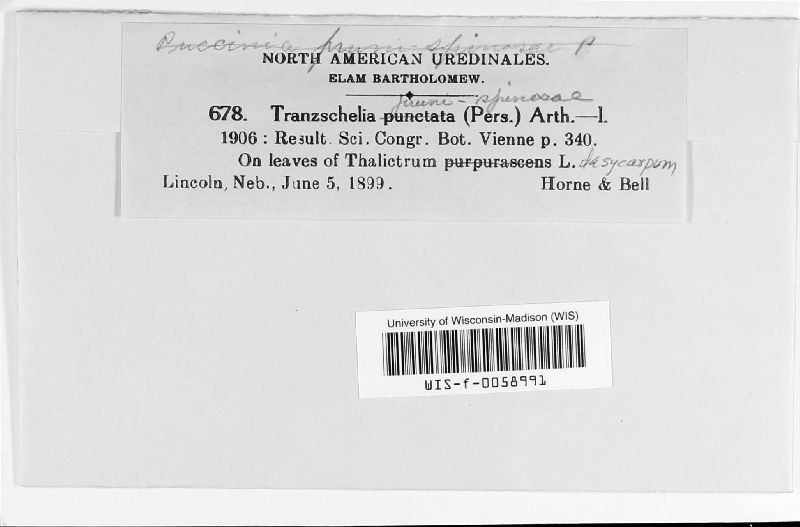 Puccinia pruni-spinosae P
NORTH AMERICAN UREDINALES.
ELAM BARTHOLOMEW.
pruni-spinosae
678. Tranzschelia punctata (Pers.) Arth.—I.
1906 : Result. Sci. Congr. Bot. Vienne p. 340.
On leaves of Thalictrum purpurascens L. dasycarpum
Lincoln, Neb., June 5, 1899. Horne & Bell
University of Wisconsin-Madison (WIS)
WIS-f-0058991